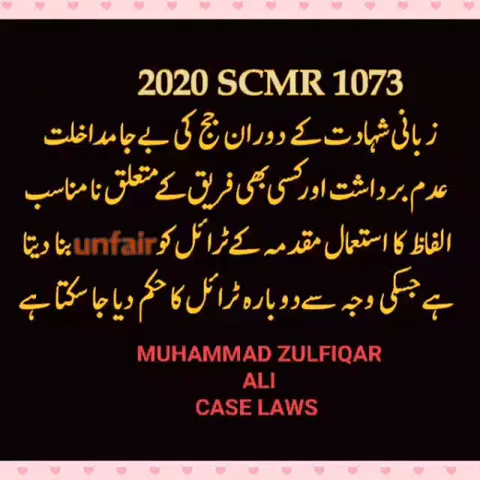 2020 SCMR 1073
زبانی شہادت کے دوران جج کی بے جا مداخلت
عدم برداشت اور کسی بھی فریق کے متعلق نامناسب
الفاظ کا استعمال مقدمہ کے ٹرائل کو unfair بنا دیتا
ہے جسکی وجہ سے دوبارہ ٹرائل کا حکم دیا جا سکتا ہے
MUHAMMAD ZULFIQAR
ALI
CASE LAWS